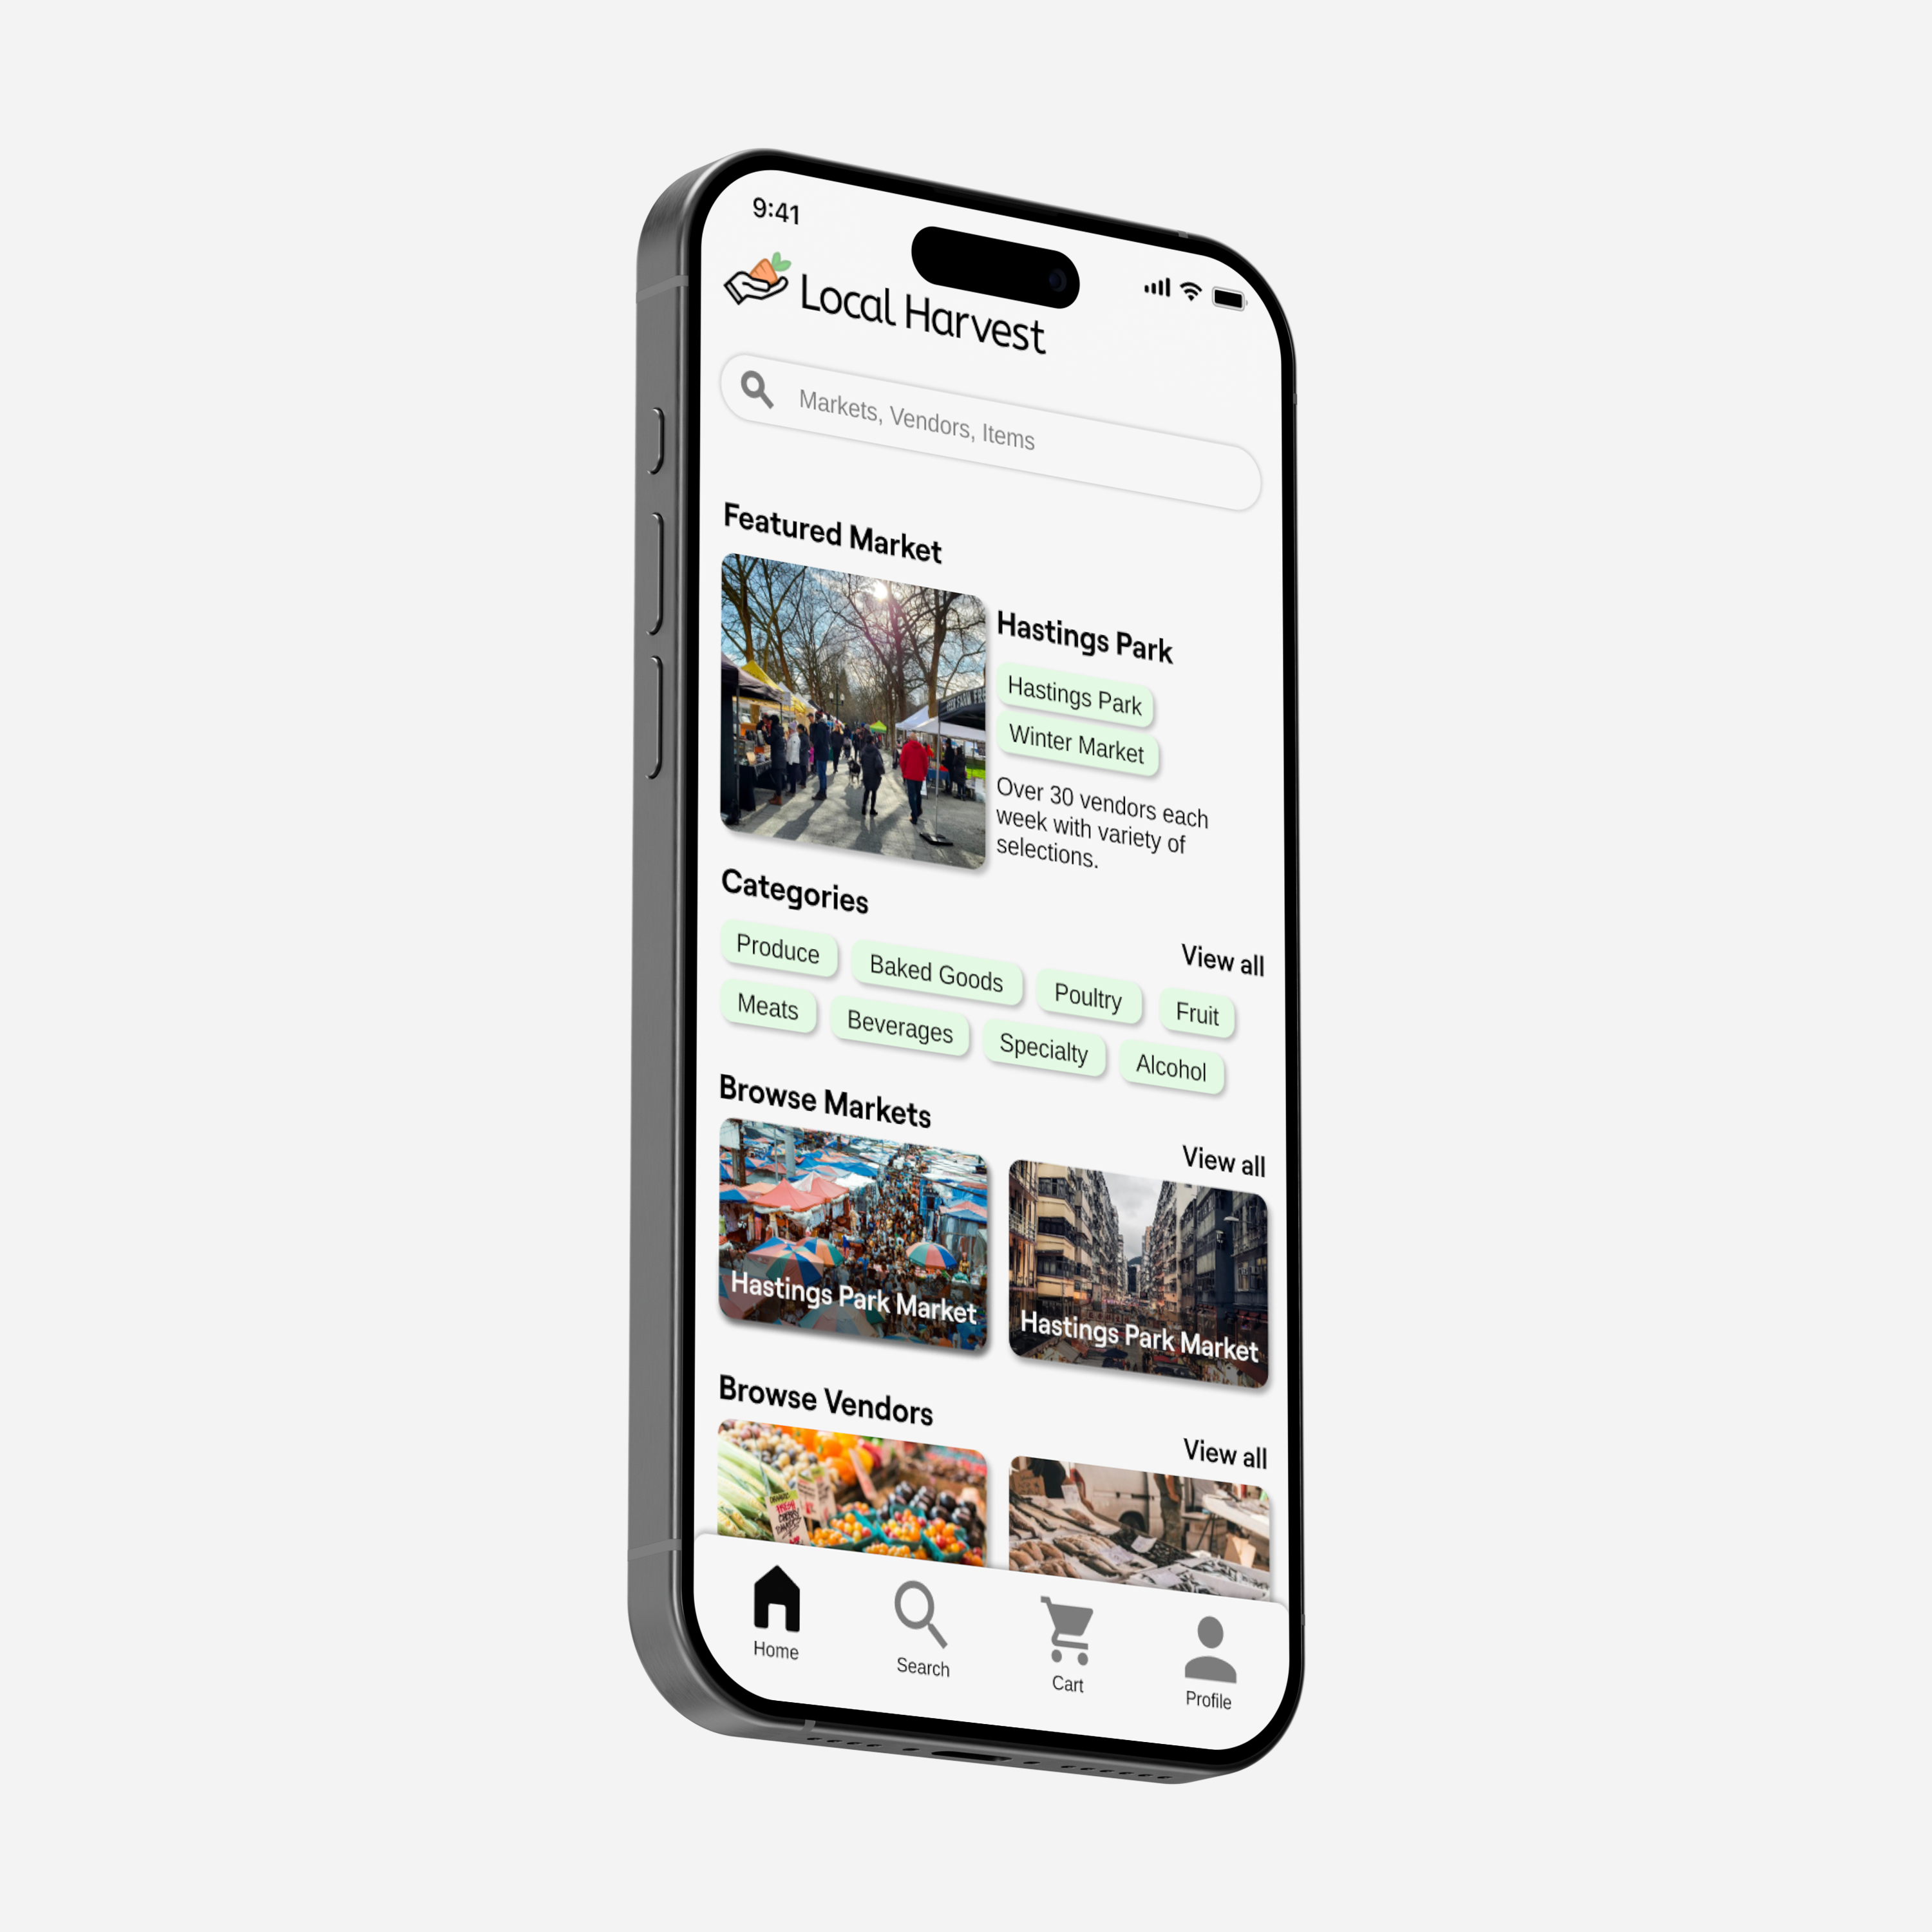 9:41
Local Harvest
Markets, Vendors, Items
Featured Market
Hastings Park
Hastings Park
Winter Market
Over 30 vendors each
week with variety of
selections.
Categories
View all
Produce Baked Goods Poultry Fruit
Meats Beverages Specialty Alcohol
Browse Markets
View all
Hastings Park Market
Hastings Park Market
Browse Vendors
View all
FRESH
Home
Search
Cart
Profile